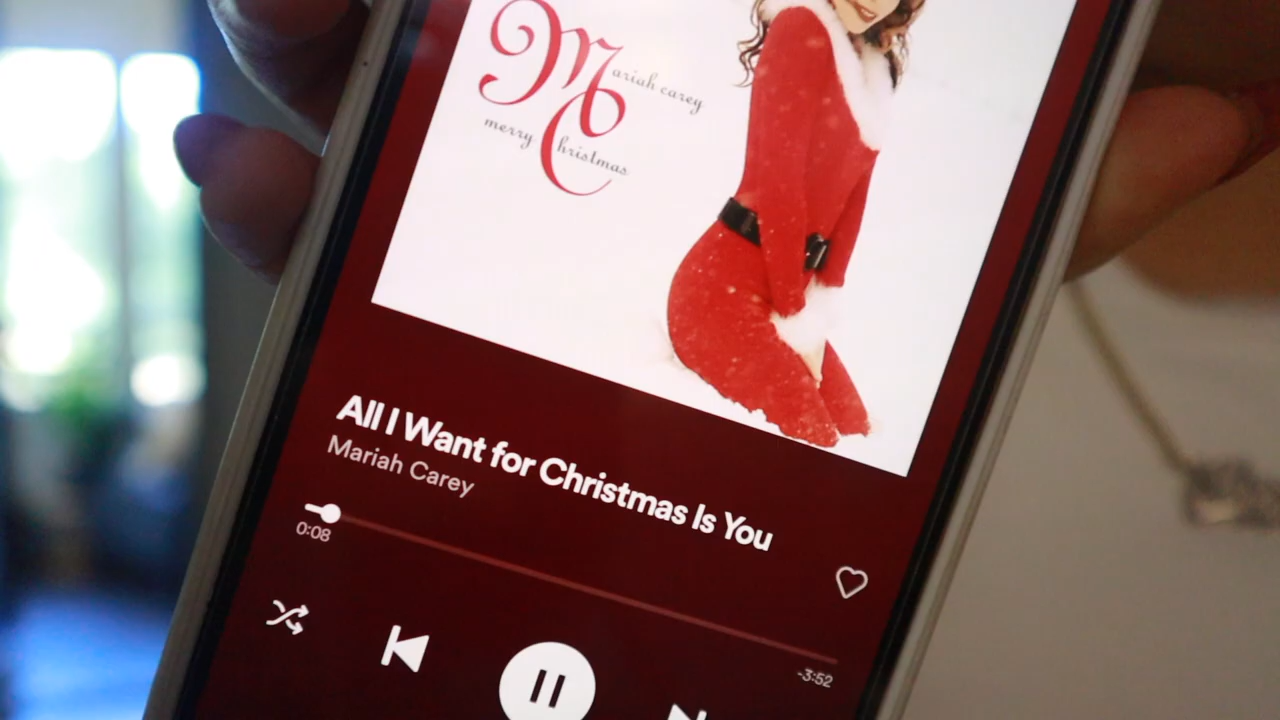 Mariah carey
merry Christmas
All I Want for Christmas Is You
Mariah Carey
0:08
-3:52